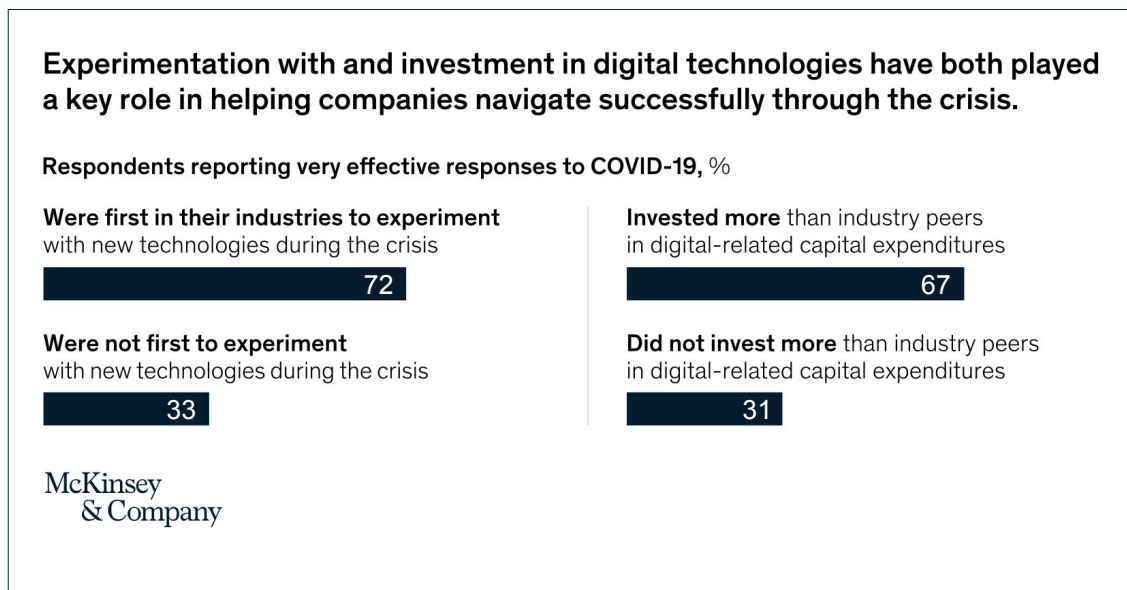 Experimentation with and investment in digital technologies have both played
a key role in helping companies navigate successfully through the crisis.
Respondents reporting very effective responses to COVID-19, %
Were first in their industries to experiment
with new technologies during the crisis
72
Were not first to experiment
with new technologies during the crisis
33
Invested more than industry peers
in digital-related capital expenditures
67
Did not invest more than industry peers
in digital-related capital expenditures
31
McKinsey
& Company